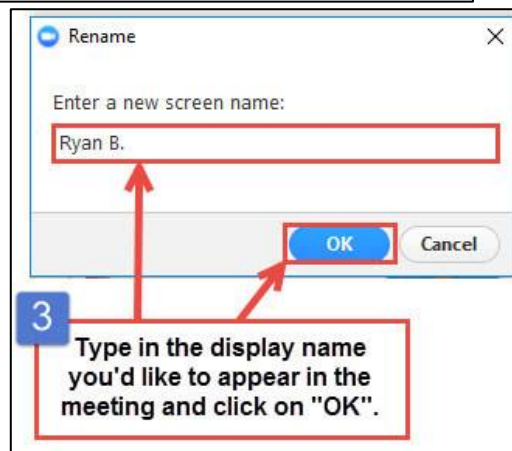 Rename
Enter a new screen name:
Ryan B.
OK Cancel
3
Type in the display name
you'd like to appear in the
meeting and click on "OK".